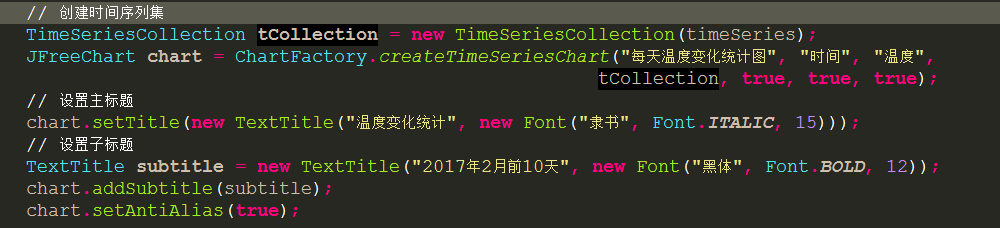 // 创建时间序列集
TimeSeriesCollection tCollection = new TimeSeriesCollection(timeSeries);
JFreeChart chart = ChartFactory.createTimeSeriesChart("每天温度变化统计图", "时间", "温度",
tCollection, true, true, true);
// 设置主标题
chart.setTitle(new TextTitle("温度变化统计", new Font("隶书", Font.ITALIC, 15)));
// 设置子标题
TextTitle subtitle = new TextTitle("2017年2月前10天", new Font("黑体", Font.BOLD, 12));
chart.addSubtitle(subtitle);
chart.setAntiAlias(true);